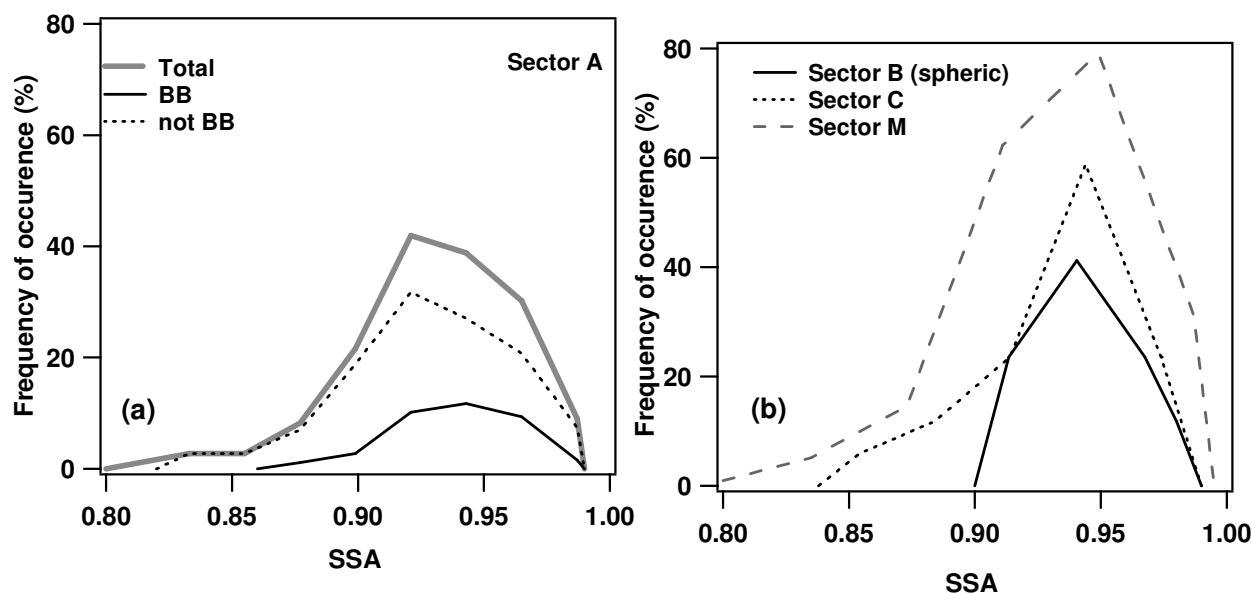 80
60
40
20
0
Frequency of occurence (%)
Total
BB
not BB
Sector A
(a)
0.80 0.85 0.90 0.95 1.00
SSA
80
60
40
20
0
Frequency of occurence (%)
Sector B (spheric)
Sector C
Sector M
(b)
0.80 0.85 0.90 0.95 1.00
SSA